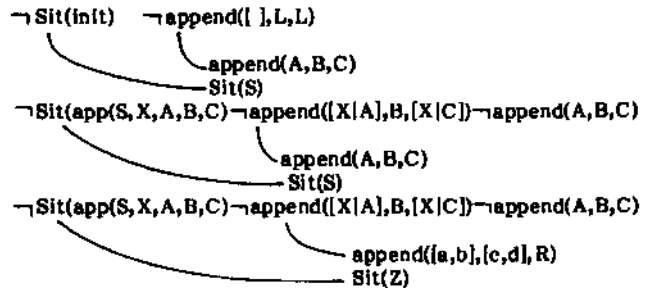 ¬Sit(init) ¬append([ ],L,L)
append(A,B,C)
Sit(S)
¬Sit(app(S,X,A,B,C)¬append([X|A],B,[X|C])¬append(A,B,C)
append(A,B,C)
Sit(S)
¬Sit(app(S,X,A,B,C)¬append([X|A],B,[X|C])¬append(A,B,C)
append([a,b],[c,d],R)
Sit(Z)